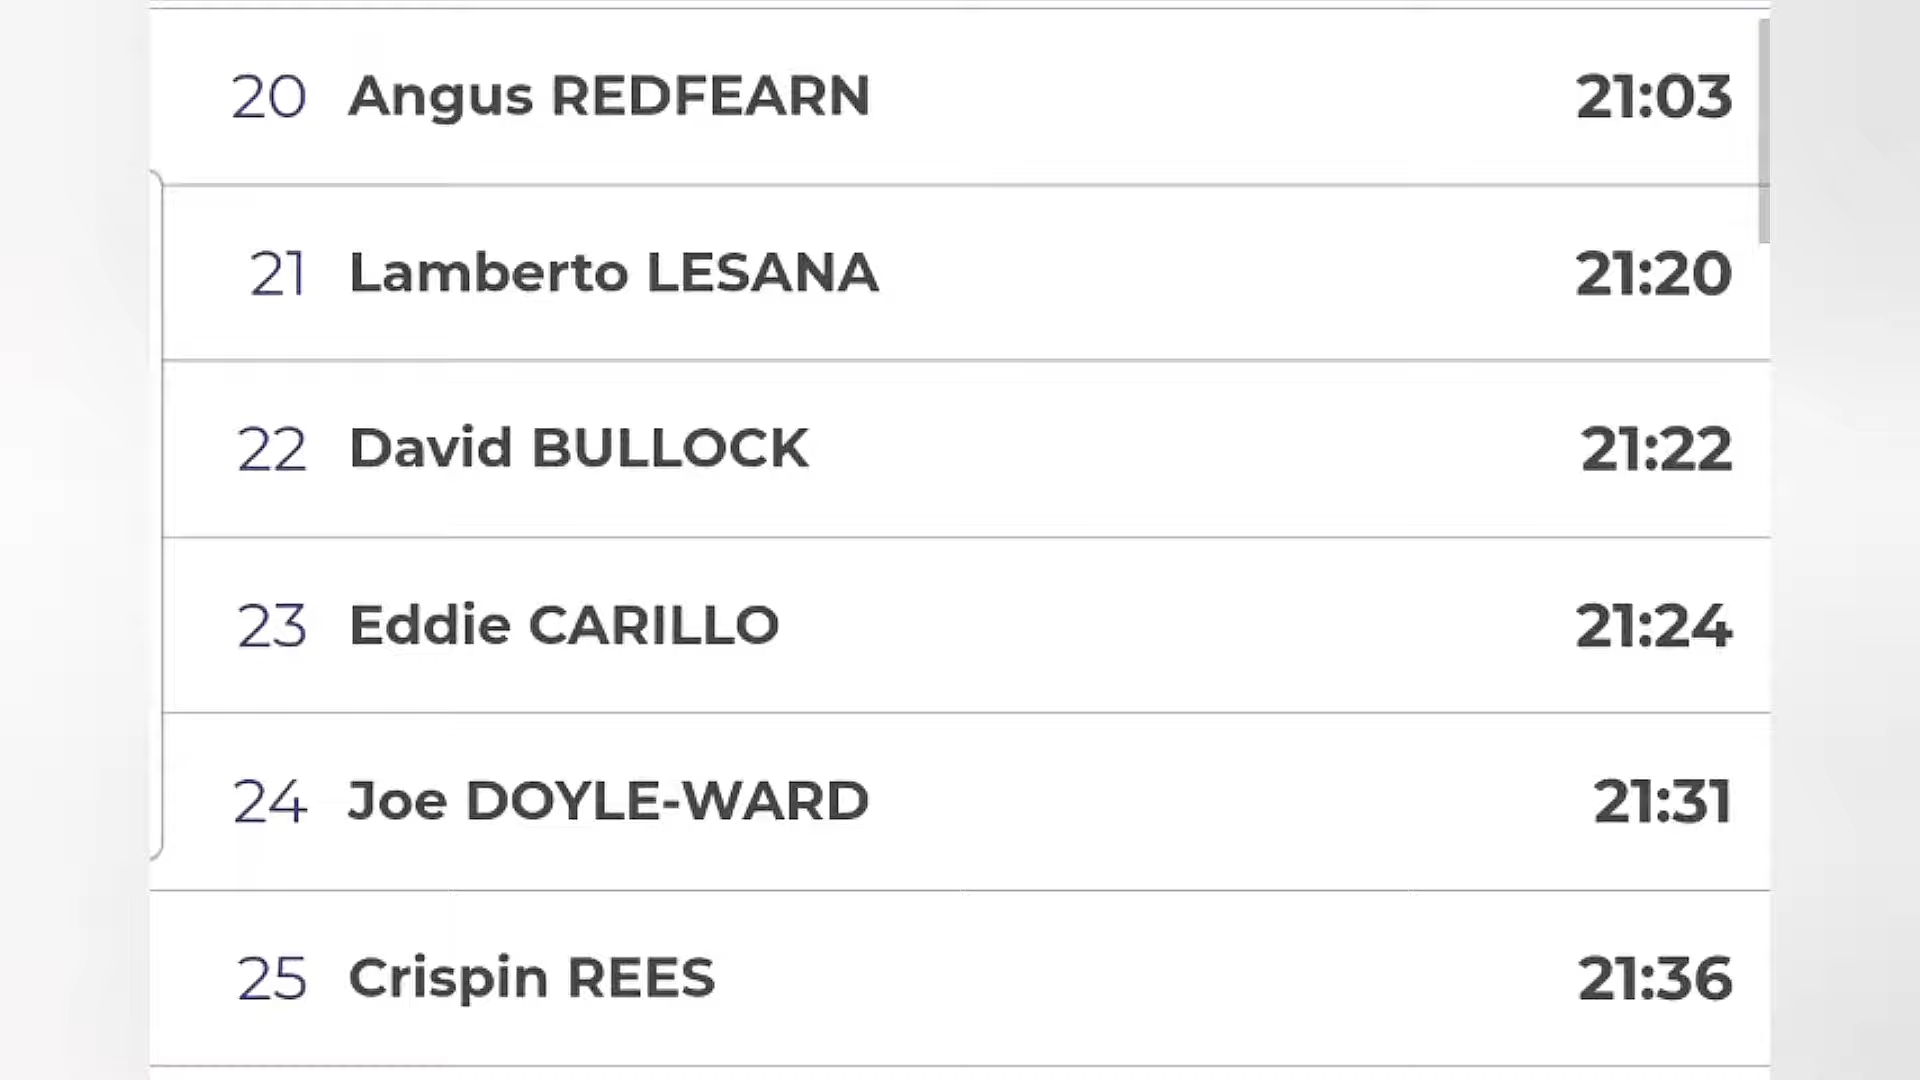 20 Angus REDFEARN 21:03
21 Lamberto LESANA 21:20
22 David BULLOCK 21:22
23 Eddie CARILLO 21:24
24 Joe DOYLE-WARD 21:31
25 Crispin REES 21:36